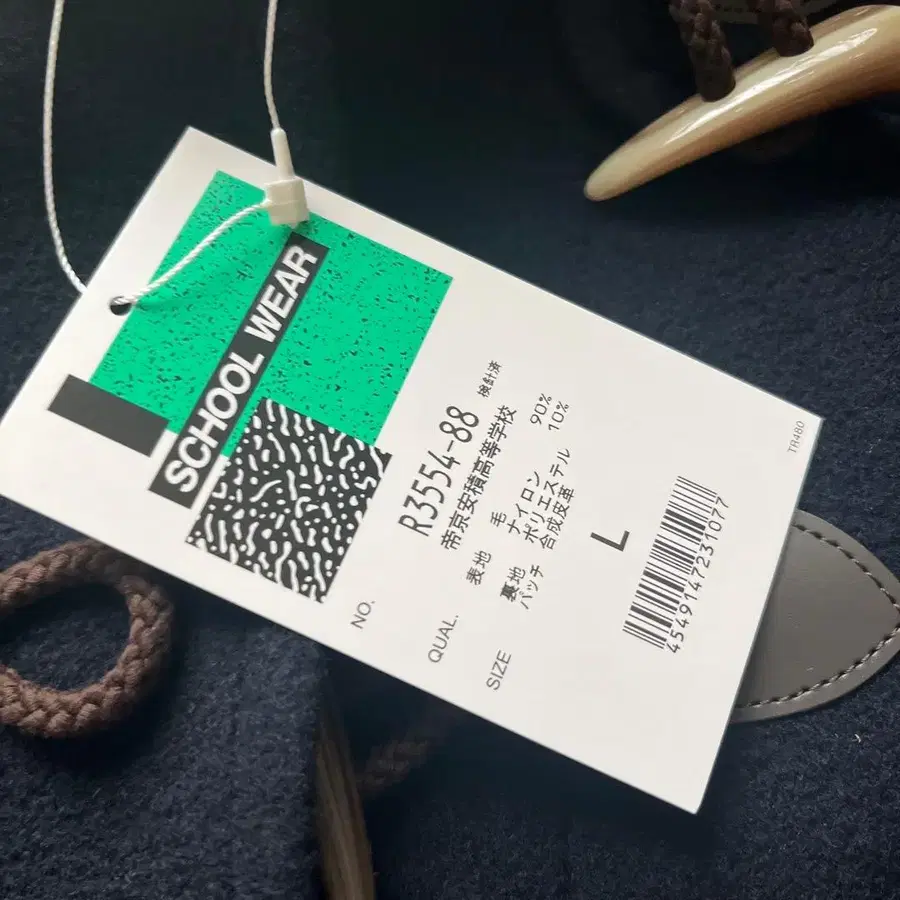 SCHOOL WEAR
NO. R3554-88 検針済
帝京安積高等学校
QUAL. 表地 毛 90%
ナイロン 10%
裏地 ポリエステル
パッチ 合成皮革
SIZE L
4549147231077
TR480